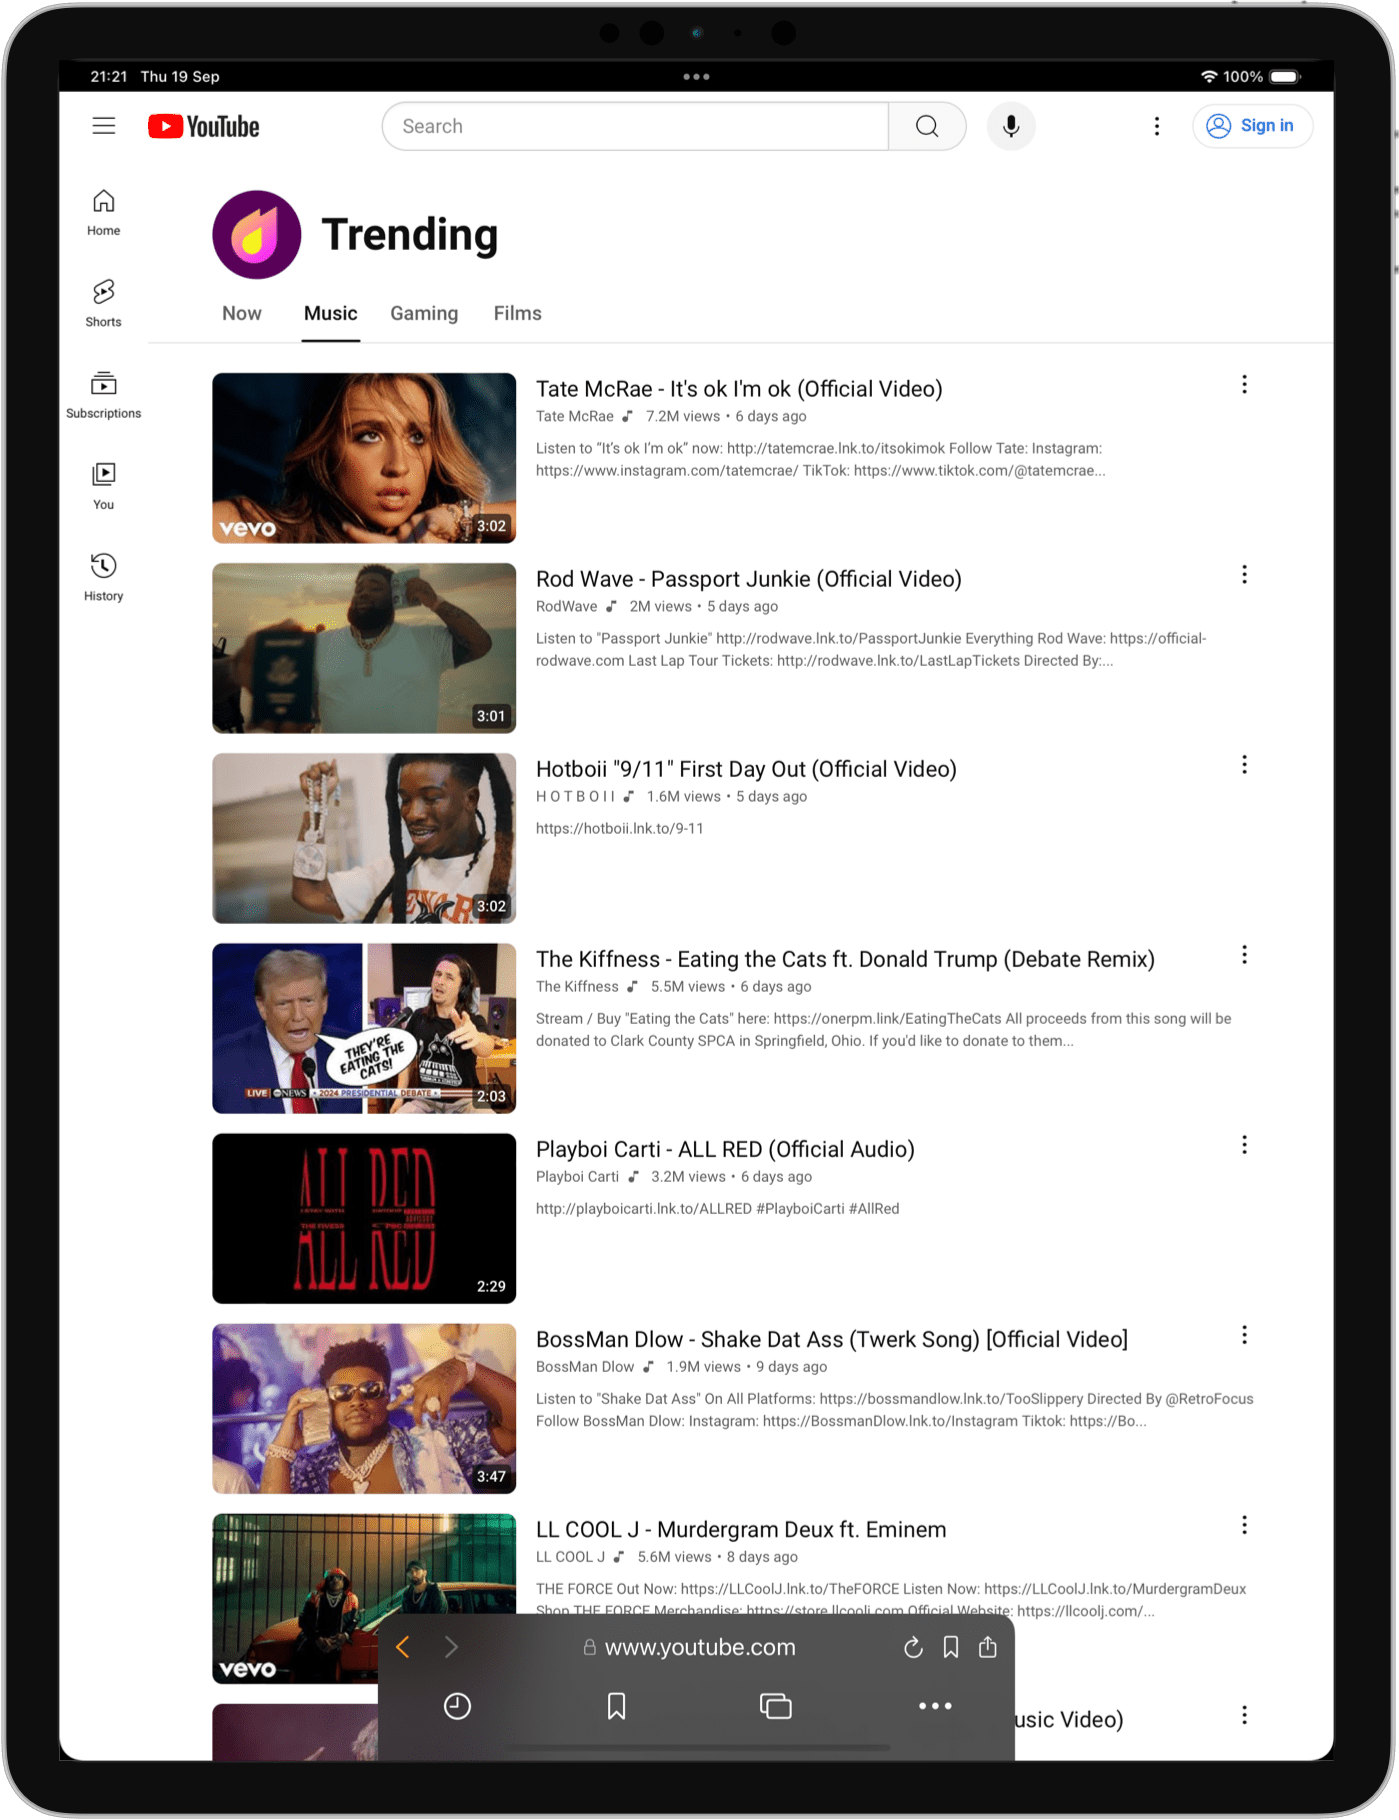 21:21 Thu 19 Sep
100%
YouTube
Search
Sign in
Home
Shorts
Subscriptions
You
History
Trending
Now Music Gaming Films
vevo
3:02
Tate McRae - It's ok I'm ok (Official Video)
Tate McRae 7.2M views • 6 days ago
Listen to “It’s ok I’m ok” now: http://tatemcrae.lnk.to/itsokimok Follow Tate: Instagram:
https://www.instagram.com/tatemcrae/ TikTok: https://www.tiktok.com/@tatemcrae...
3:01
Rod Wave - Passport Junkie (Official Video)
RodWave 2M views • 5 days ago
Listen to "Passport Junkie" http://rodwave.lnk.to/PassportJunkie Everything Rod Wave: https://official-
rodwave.com Last Lap Tour Tickets: http://rodwave.lnk.to/LastLapTickets Directed By:...
3:02
Hotboii "9/11" First Day Out (Official Video)
H O T B O I I 1.6M views • 5 days ago
https://hotboii.lnk.to/9-11
THEY'RE
EATING THE
CATS!
LIVE abc NEWS • 2024 PRESIDENTIAL DEBATE •
2:03
The Kiffness - Eating the Cats ft. Donald Trump (Debate Remix)
The Kiffness 5.5M views • 6 days ago
Stream / Buy "Eating the Cats" here: https://onerpm.link/EatingTheCats All proceeds from this song will be
donated to Clark County SPCA in Springfield, Ohio. If you'd like to donate to them...
ALL RED
ALL RED
2:29
Playboi Carti - ALL RED (Official Audio)
Playboi Carti 3.2M views • 6 days ago
http://playboicarti.lnk.to/ALLRED #PlayboiCarti #AllRed
3:47
BossMan Dlow - Shake Dat Ass (Twerk Song) [Official Video]
BossMan Dlow 1.9M views • 9 days ago
Listen to "Shake Dat Ass" On All Platforms: https://bossmandlow.lnk.to/TooSlippery Directed By @RetroFocus
Follow BossMan Dlow: Instagram: https://BossmanDlow.lnk.to/Instagram Tiktok: https://Bo...
vevo
LL COOL J - Murdergram Deux ft. Eminem
LL COOL J 5.6M views • 8 days ago
THE FORCE Out Now: https://LLCoolJ.lnk.to/TheFORCE Listen Now: https://LLCoolJ.lnk.to/MurdergramDeux
Shop THE FORCE Merchandise: https://store.llcoolj.com Official Website: https://llcoolj.com/...
www.youtube.com
usic Video)